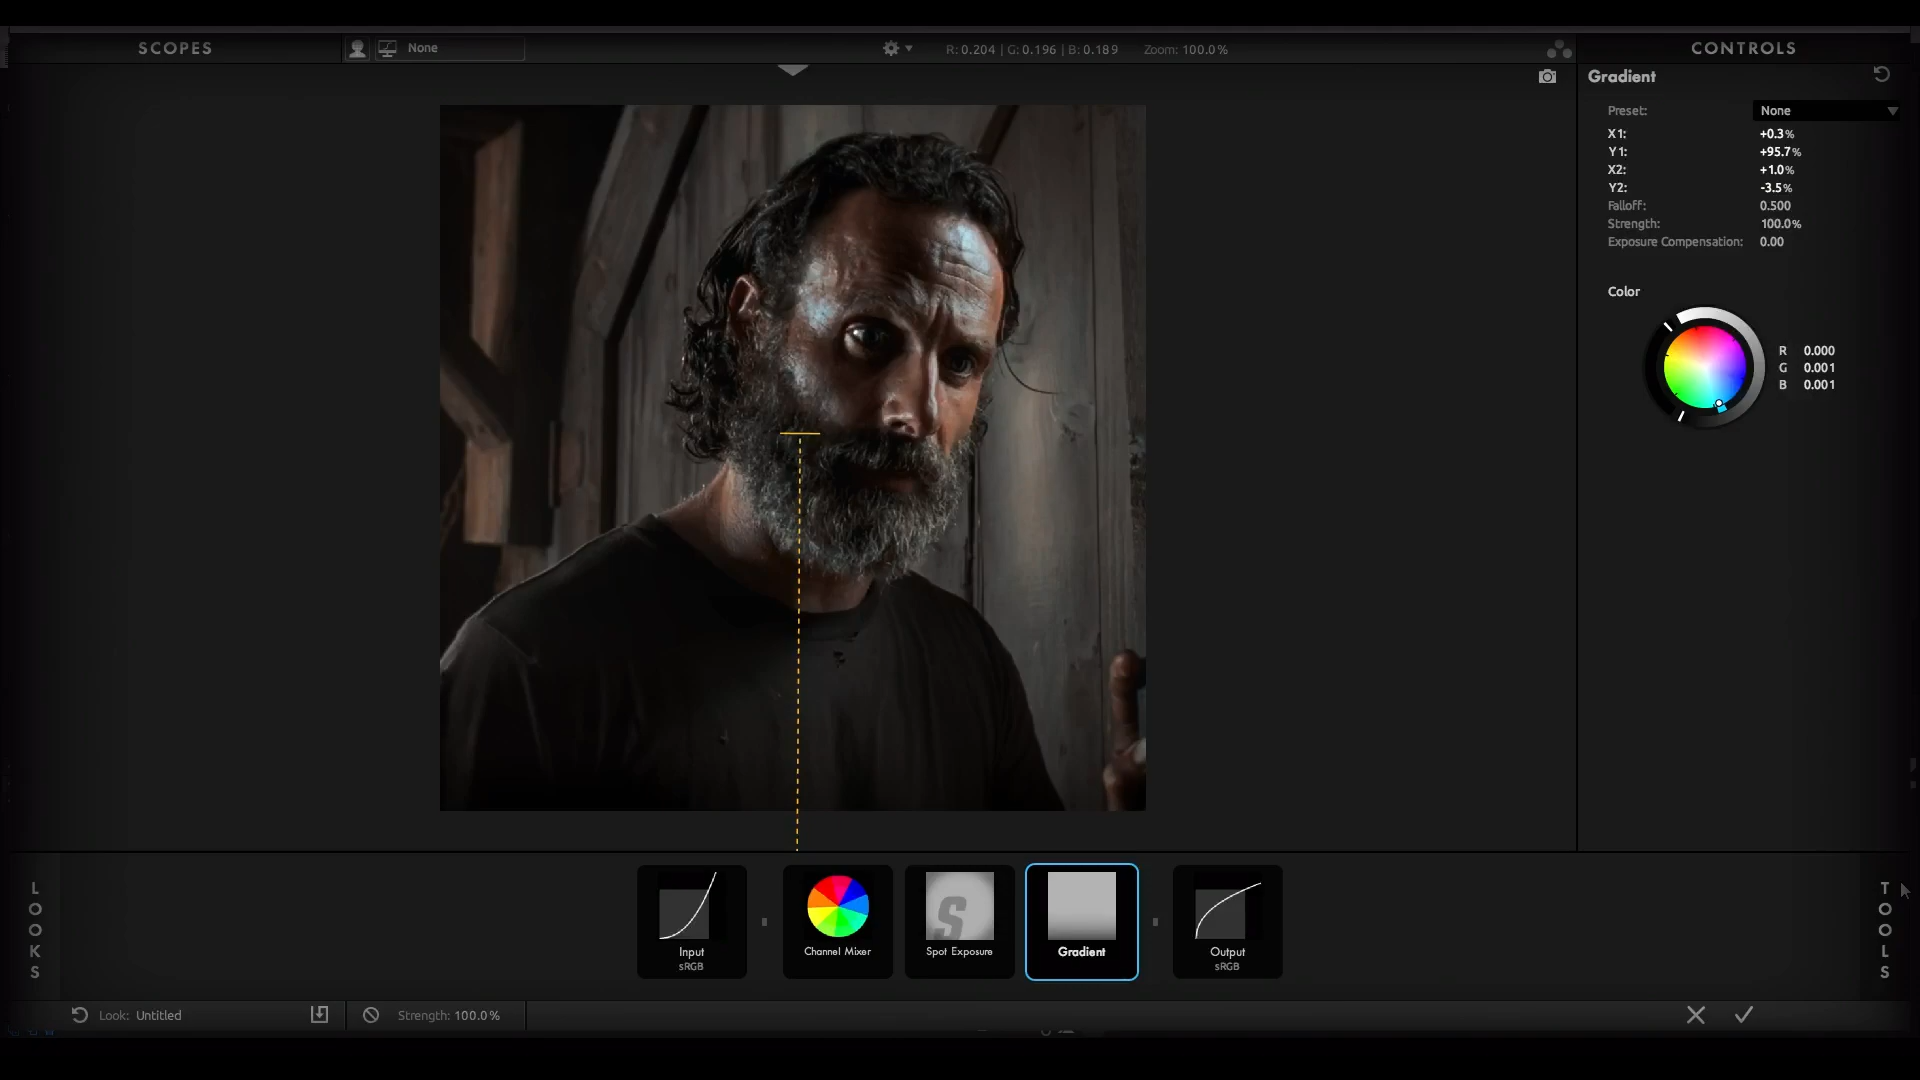 SCOPES
None
R: 0.204 | G: 0.196 | B: 0.189
Zoom: 100.0%
CONTROLS
Gradient
Preset: None
X1: +0.3%
Y1: +95.7%
X2: +1.0%
Y2: -3.5%
Falloff: 0.500
Strength: 100.0%
Exposure Compensation: 0.00
Color
R 0.000
G 0.001
B 0.001
LOOKS
Input
sRGB
Channel Mixer
S
Spot Exposure
Gradient
Output
sRGB
TOOLS
Look: Untitled
Strength: 100.0%